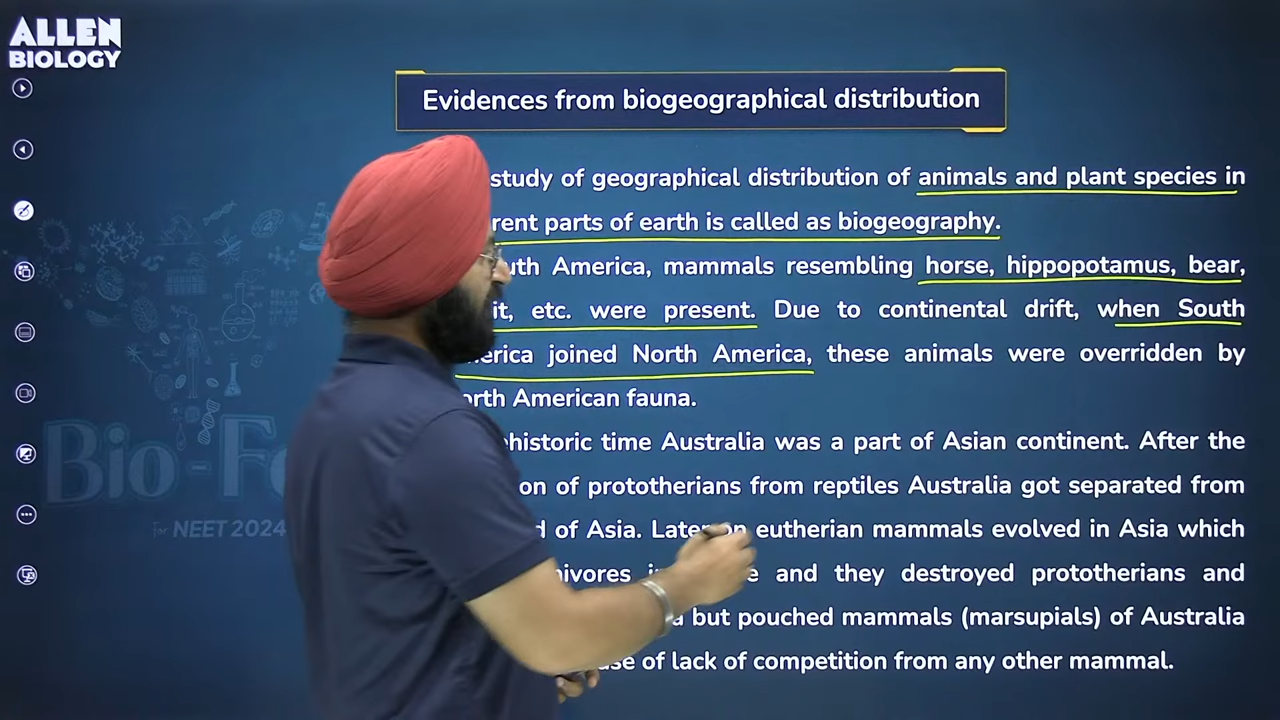 ALLEN
BIOLOGY
Evidences from biogeographical distribution
study of geographical distribution of animals and plant species in
rent parts of earth is called as biogeography.
uth America, mammals resembling horse, hippopotamus, bear,
it, etc. were present. Due to continental drift, when South
erica joined North America, these animals were overridden by
orth American fauna.
historic time Australia was a part of Asian continent. After the
on of prototherians from reptiles Australia got separated from
d of Asia. Later on eutherian mammals evolved in Asia which
nivores in and they destroyed prototherians and
but pouched mammals (marsupials) of Australia
use of lack of competition from any other mammal.
Bio-Fo
for NEET 2024